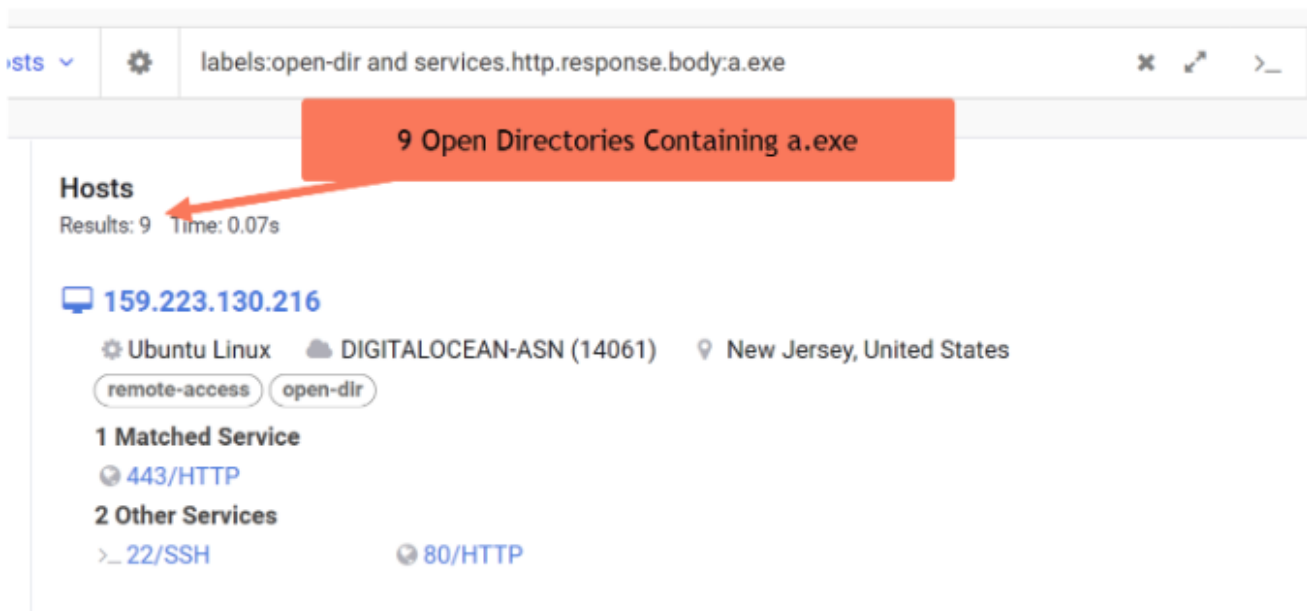 labels:open-dir and services.http.response.body:a.exe >_
9 Open Directories Containing a.exe
Hosts
Results: 9 Time: 0.07s
159.223.130.216
Ubuntu Linux DIGITALOCEAN-ASN (14061) New Jersey, United States
remote-access open-dir
1 Matched Service
443/HTTP
2 Other Services
>_ 22/SSH 80/HTTP